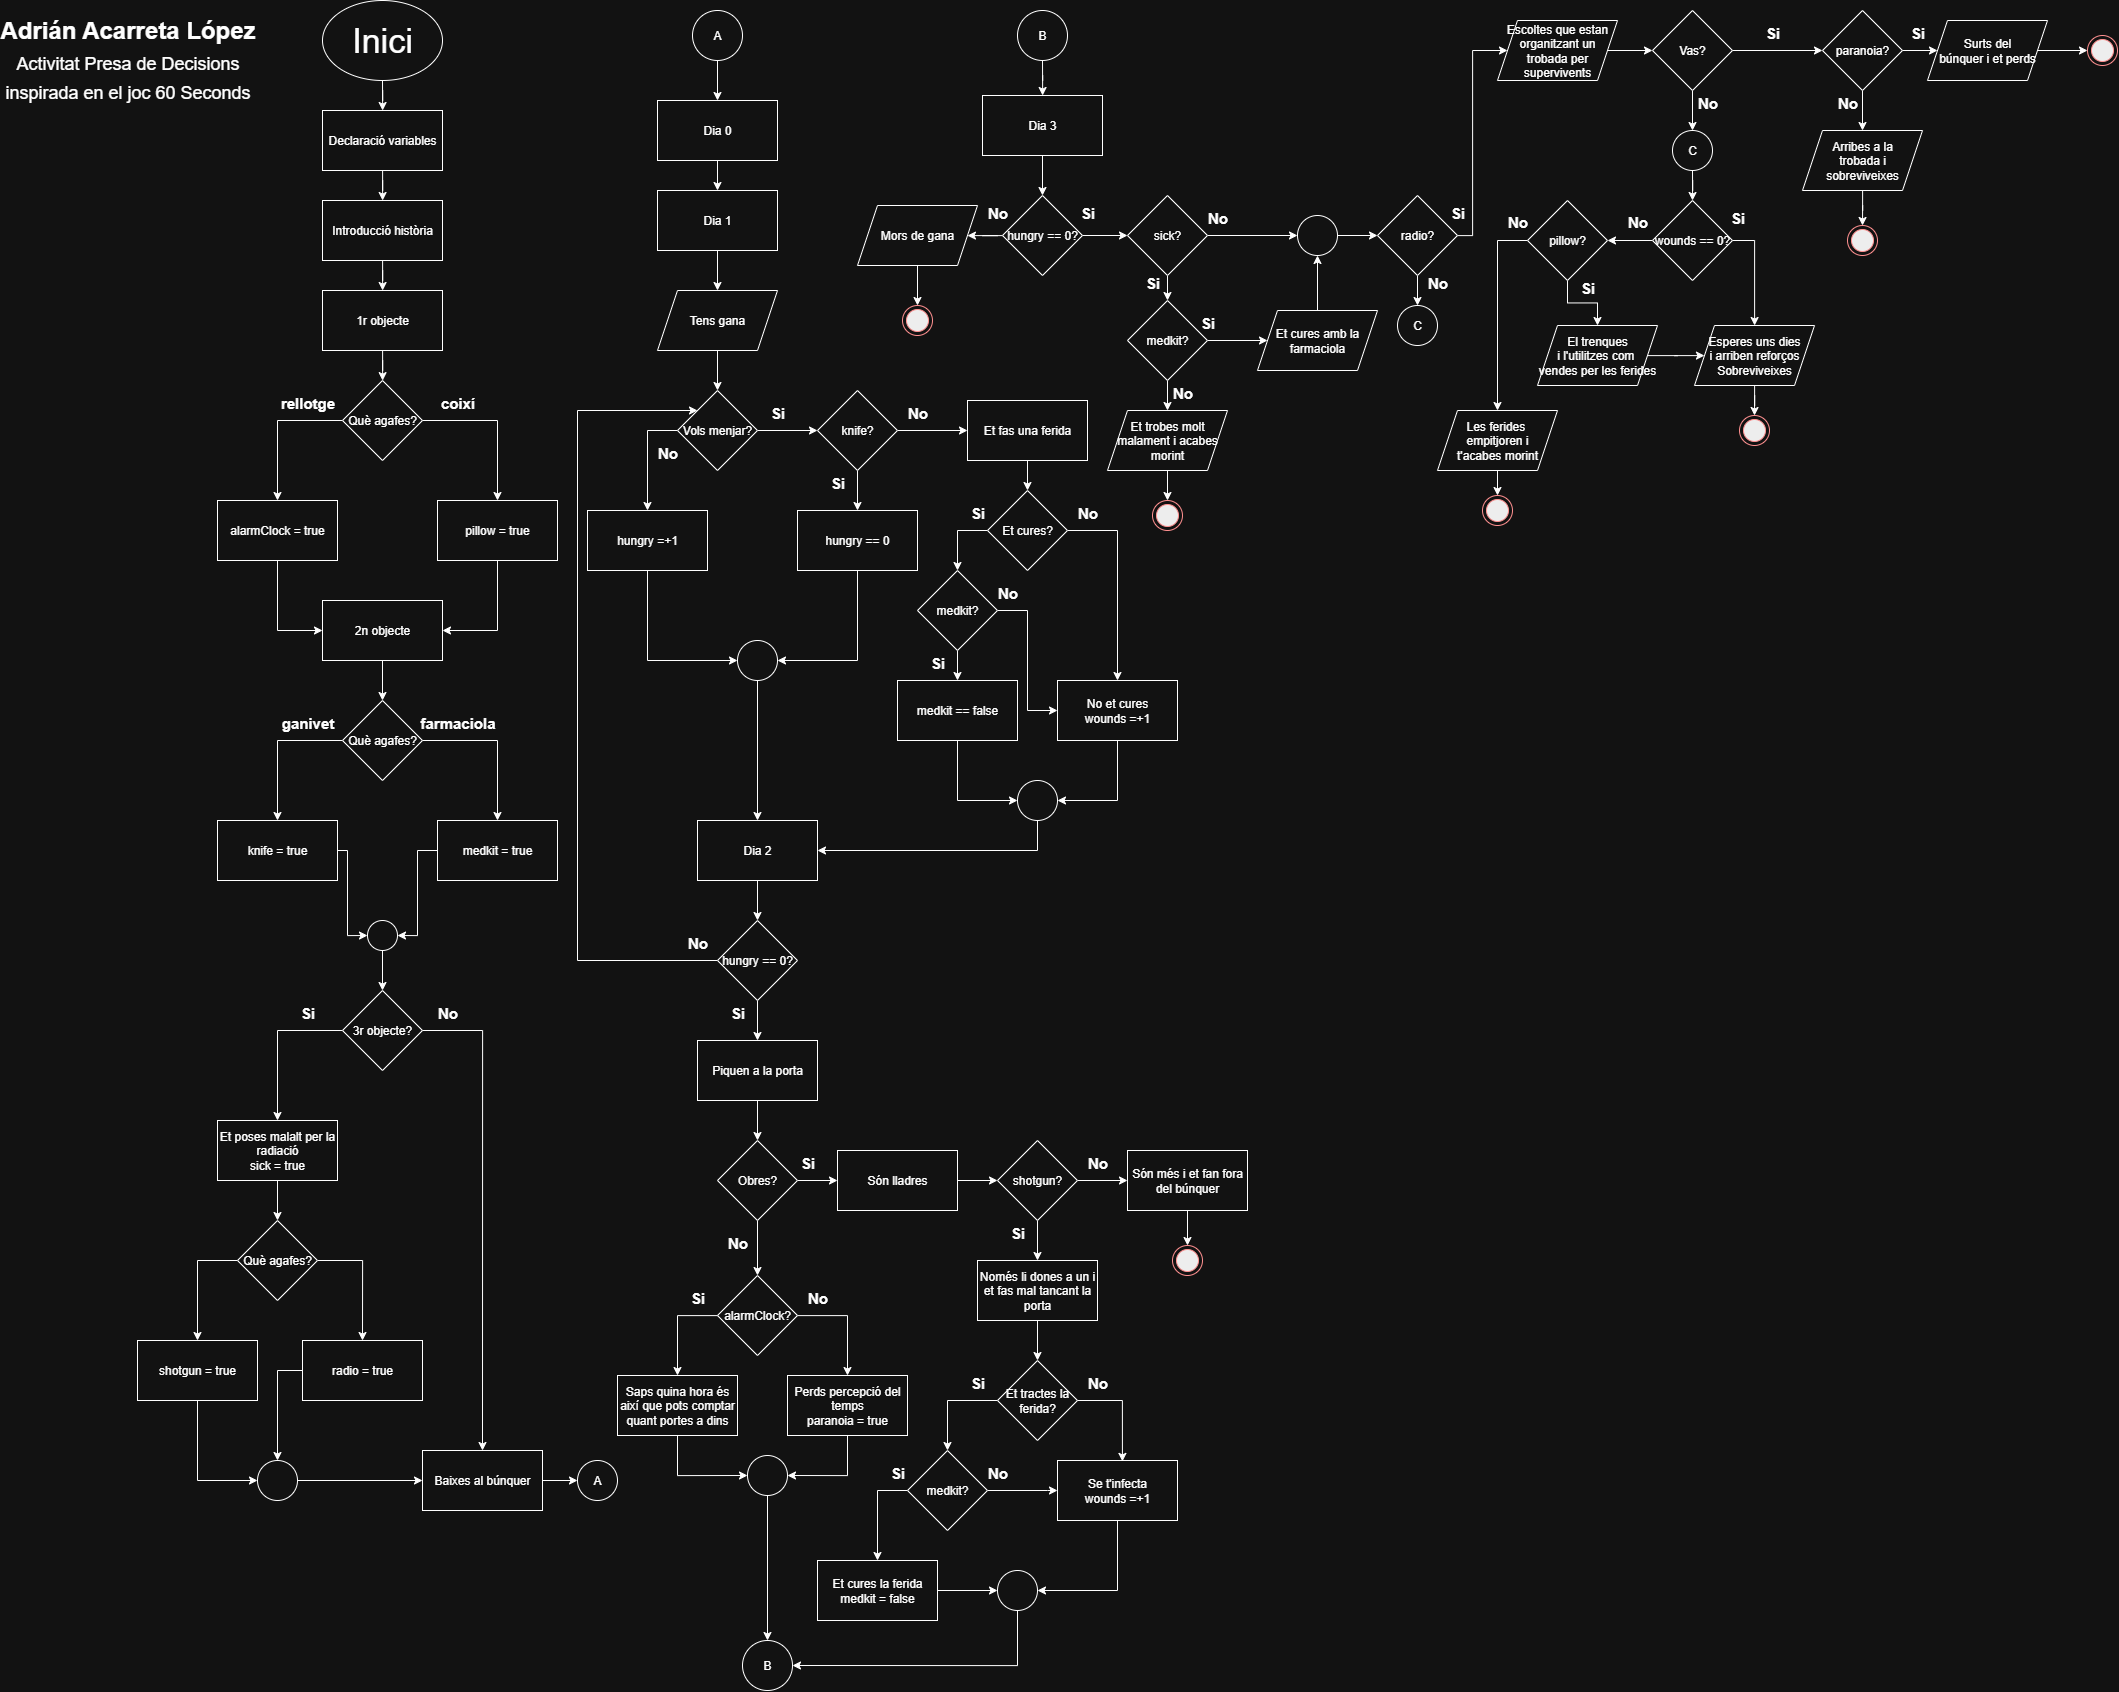 Adrián Acarreta López
Activitat Presa de Decisions
inspirada en el joc 60 Seconds
Inici
Declaració variables
Introducció història
1r objecte
Què agafes?
rellotge
coixí
alarmClock = true
pillow = true
2n objecte
Què agafes?
ganivet
farmaciola
knife = true
medkit = true
3r objecte?
Si
No
Et poses malalt per la
radiació
sick = true
Què agafes?
shotgun = true
radio = true
Baixes al búnquer
A
A
Dia 0
Dia 1
Tens gana
Vols menjar?
Si
No
knife?
No
Si
Et fas una ferida
hungry =+1
hungry == 0
Et cures?
Si
No
medkit?
No
Si
medkit == false
No et cures
wounds =+1
Dia 2
hungry == 0?
No
Si
Piquen a la porta
Obres?
Si
No
Són lladres
shotgun?
No
Si
Són més i et fan fora
del búnquer
Només li dones a un i
et fas mal tancant la
porta
alarmClock?
Si
No
Saps quina hora és
així que pots comptar
quant portes a dins
Perds percepció del
temps
paranoia = true
Et tractes la
ferida?
Si
No
medkit?
Si
No
Se t'infecta
wounds =+1
Et cures la ferida
medkit = false
B
B
Dia 3
hungry == 0?
No
Si
Mors de gana
sick?
No
Si
medkit?
Si
No
Et cures amb la
farmaciola
Et trobes molt
malament i acabes
morint
radio?
Si
No
C
Escoltes que estan
organitzant un
trobada per
supervivents
Vas?
Si
No
paranoia?
Si
No
Surts del
búnquer i et perds
Arribes a la
trobada i
sobreviveixes
C
wounds == 0?
No
Si
pillow?
No
Si
El trenques
i l'utilitzes com
vendes per les ferides
Esperes uns dies
i arriben reforços
Sobreviveixes
Les ferides
empitjoren i
t'acabes morint